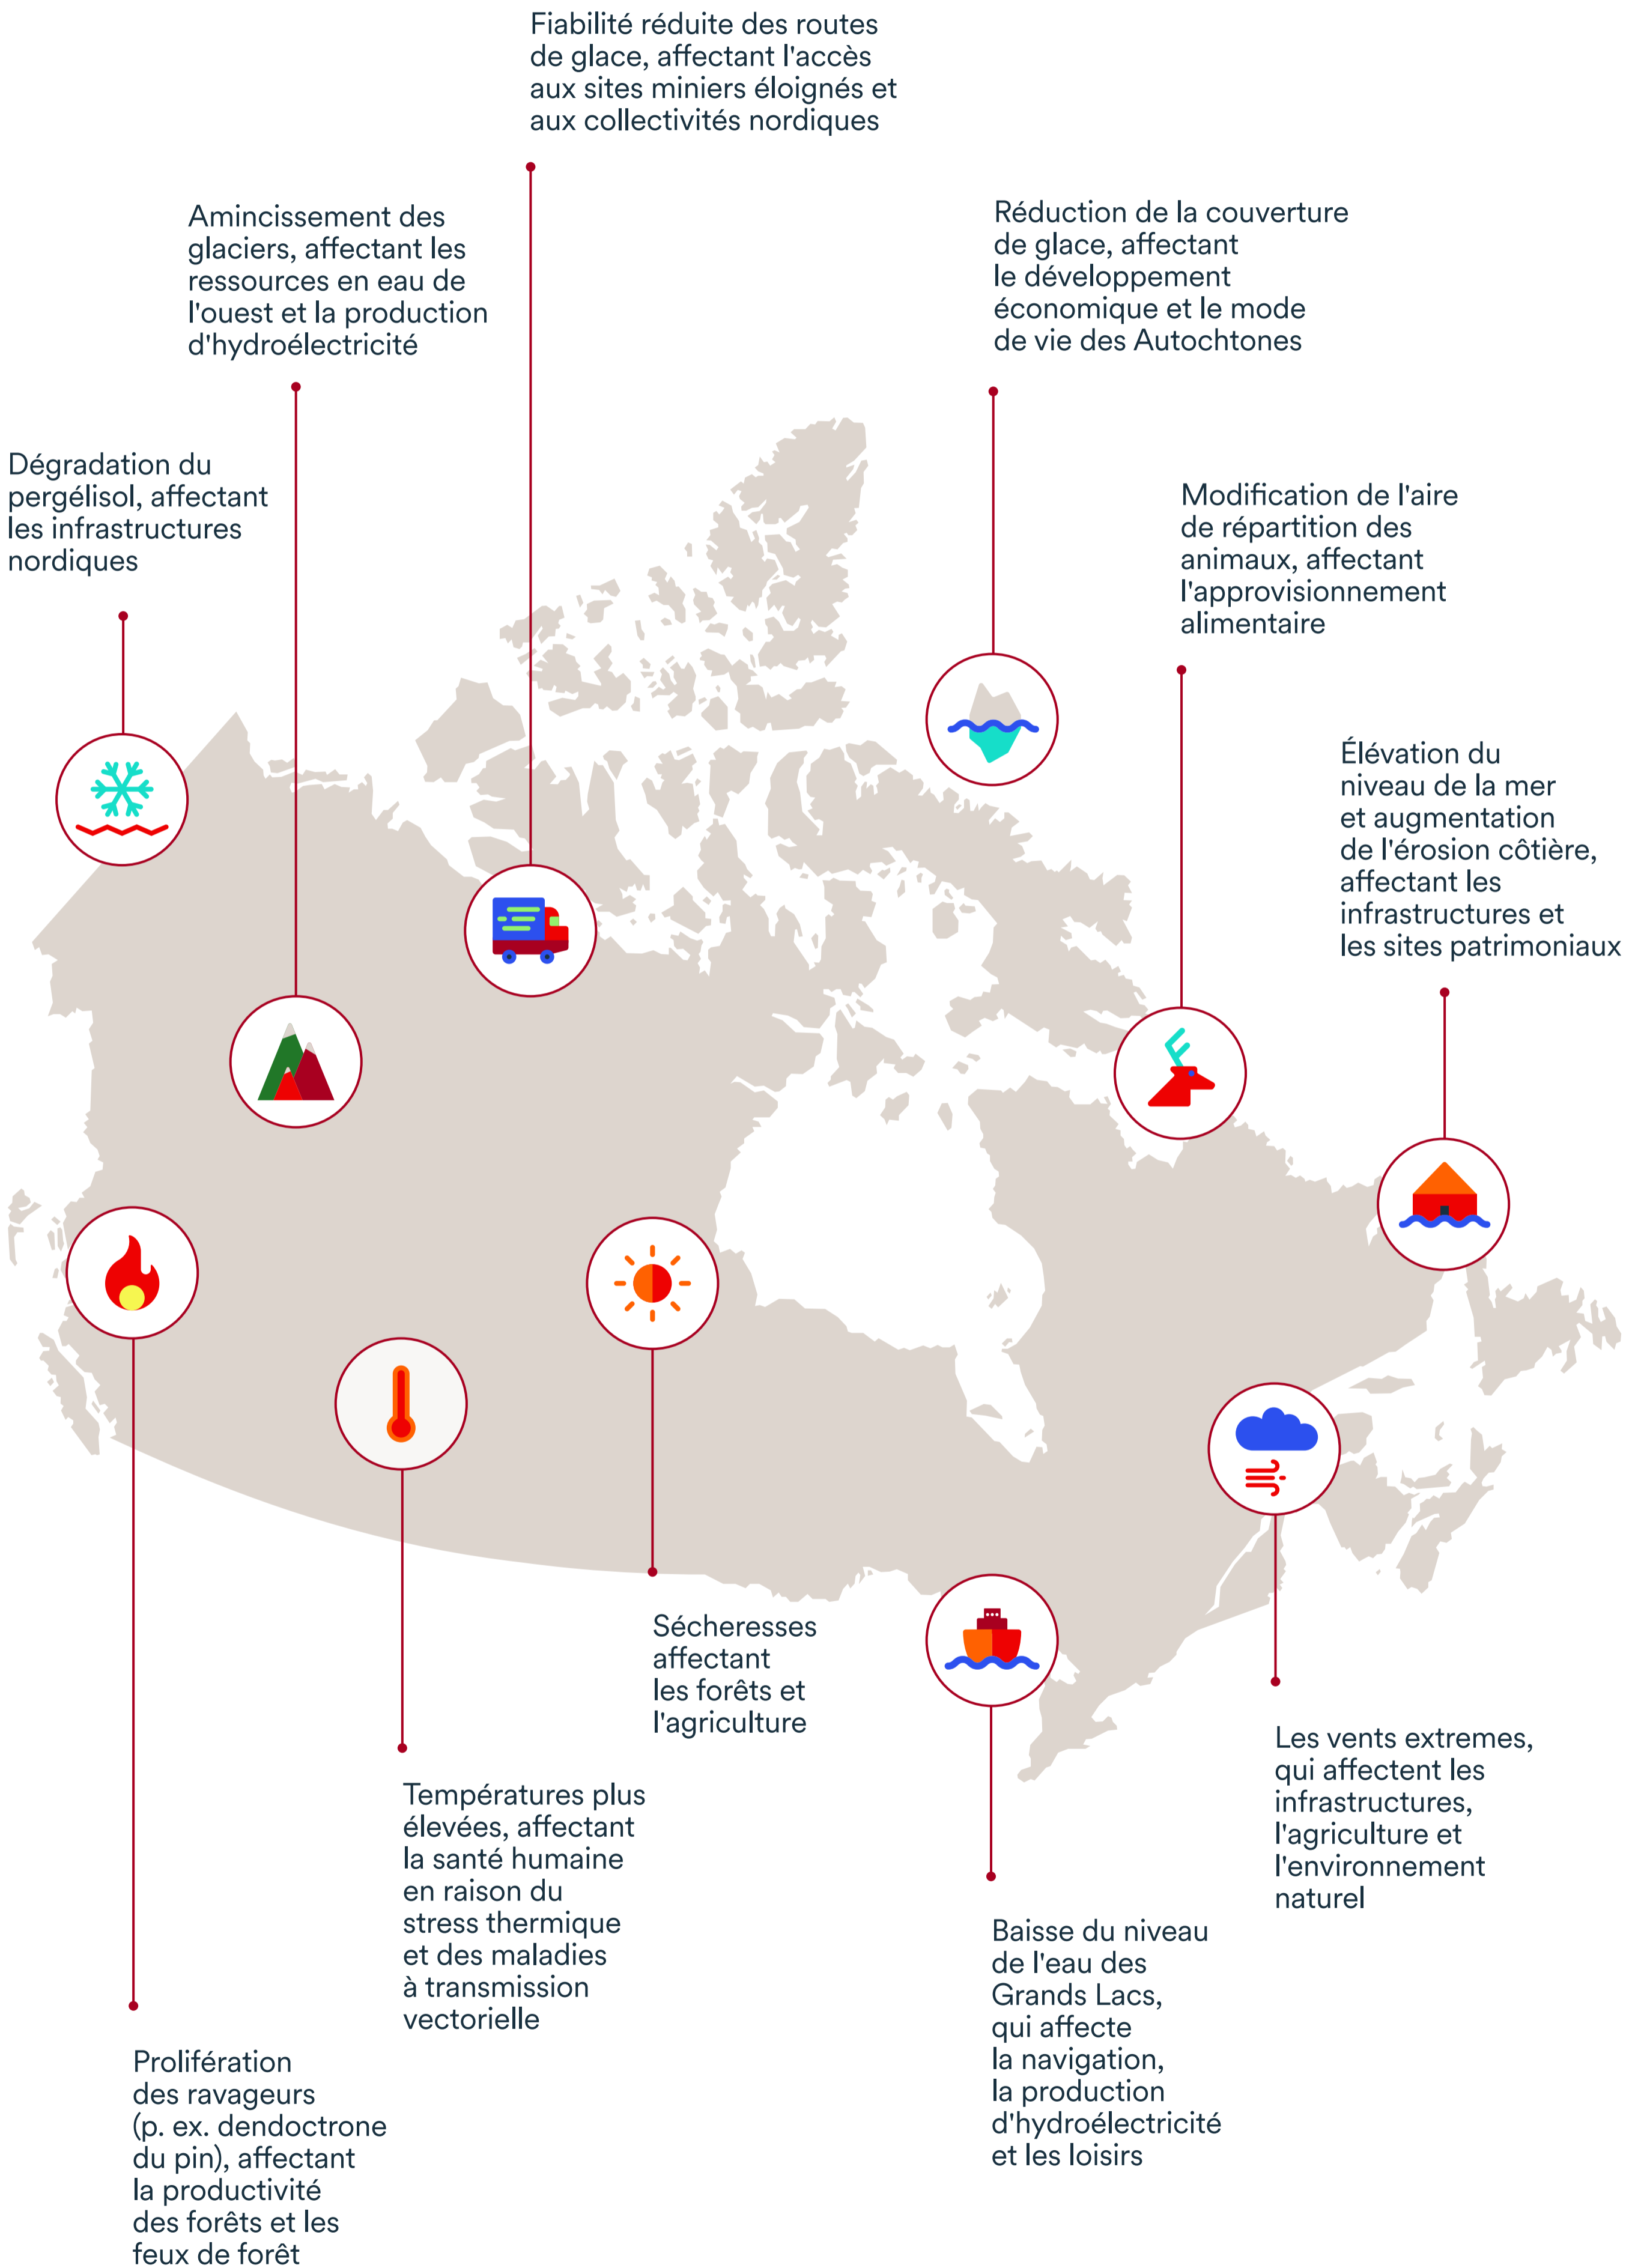 Fiabilité réduite des routes
de glace, affectant l'accès
aux sites miniers éloignés et
aux collectivités nordiques
Amincissement des
glaciers, affectant les
ressources en eau de
l'ouest et la production
d'hydroélectricité
Réduction de la couverture
de glace, affectant
le développement
économique et le mode
de vie des Autochtones
Dégradation du
pergélisol, affectant
les infrastructures
nordiques
Modification de l'aire
de répartition des
animaux, affectant
l'approvisionnement
alimentaire
Élévation du
niveau de la mer
et augmentation
de l'érosion côtière,
affectant les
infrastructures et
les sites patrimoniaux
Sécheresses
affectant
les forêts et
l'agriculture
Les vents extremes,
qui affectent les
infrastructures,
l'agriculture et
l'environnement
naturel
Températures plus
élevées, affectant
la santé humaine
en raison du
stress thermique
et des maladies
à transmission
vectorielle
Baisse du niveau
de l'eau des
Grands Lacs,
qui affecte
la navigation,
la production
d'hydroélectricité
et les loisirs
Prolifération
des ravageurs
(p. ex. dendoctrone
du pin), affectant
la productivité
des forêts et les
feux de forêt